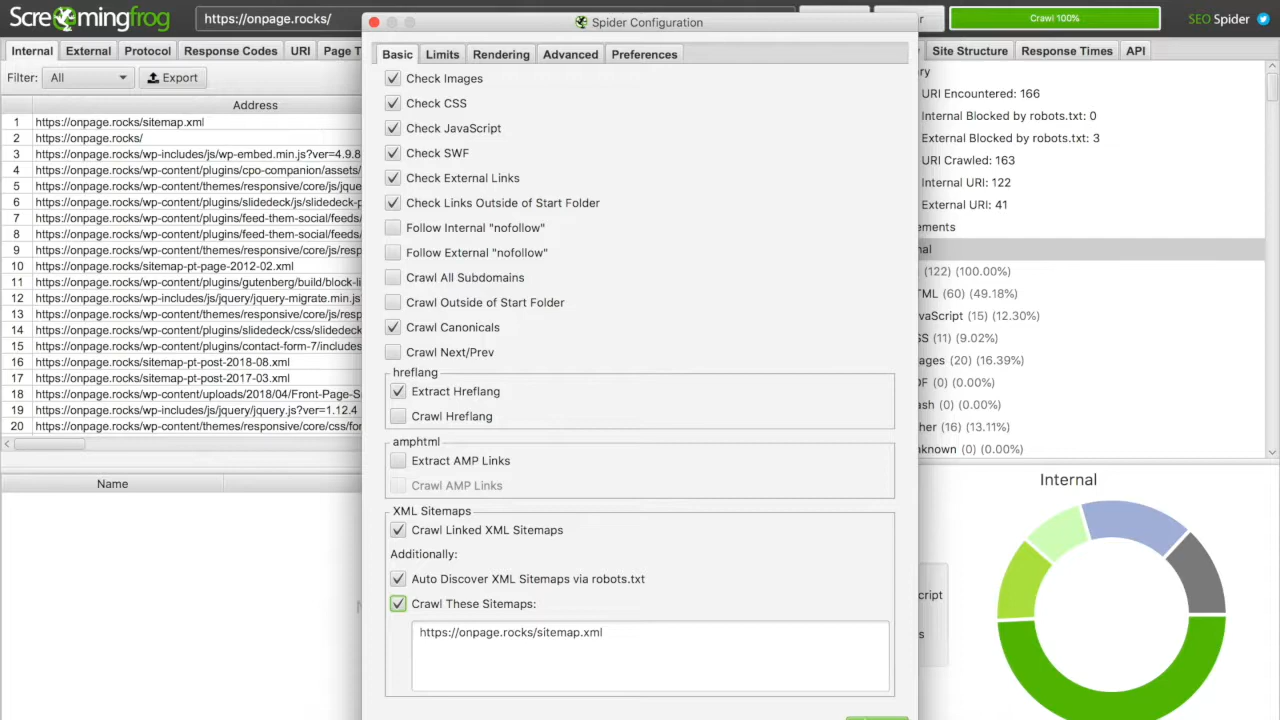 Screamingfrog
https://onpage.rocks/
Crawl 100%
SEO Spider
Internal External Protocol Response Codes URI Page T
Site Structure Response Times API
Filter: All Export
Address
1 https://onpage.rocks/sitemap.xml
2 https://onpage.rocks/
3 https://onpage.rocks/wp-includes/js/wp-embed.min.js?ver=4.9.8
4 https://onpage.rocks/wp-content/plugins/cpo-companion/assets/
5 https://onpage.rocks/wp-content/themes/responsive/core/js/jque
6 https://onpage.rocks/wp-content/plugins/slidedeck/js/slidedeck-
7 https://onpage.rocks/wp-content/plugins/feed-them-social/feeds/
8 https://onpage.rocks/wp-content/plugins/feed-them-social/feeds/
9 https://onpage.rocks/wp-content/themes/responsive/core/js/resp
10 https://onpage.rocks/sitemap-pt-page-2012-02.xml
11 https://onpage.rocks/wp-content/plugins/gutenberg/build/block-li
12 https://onpage.rocks/wp-includes/js/jquery/jquery-migrate.min.js
13 https://onpage.rocks/wp-content/themes/responsive/core/js/resp
14 https://onpage.rocks/wp-content/plugins/slidedeck/css/slidedeck
15 https://onpage.rocks/wp-content/plugins/contact-form-7/includes
16 https://onpage.rocks/sitemap-pt-post-2018-08.xml
17 https://onpage.rocks/sitemap-pt-post-2017-03.xml
18 https://onpage.rocks/wp-content/uploads/2018/04/Front-Page-S
19 https://onpage.rocks/wp-includes/js/jquery/jquery.js?ver=1.12.4
20 https://onpage.rocks/wp-content/themes/responsive/core/css/for
Name
Spider Configuration
Basic Limits Rendering Advanced Preferences
Check Images
Check CSS
Check JavaScript
Check SWF
Check External Links
Check Links Outside of Start Folder
Follow Internal "nofollow"
Follow External "nofollow"
Crawl All Subdomains
Crawl Outside of Start Folder
Crawl Canonicals
Crawl Next/Prev
hreflang
Extract Hreflang
Crawl Hreflang
amphtml
Extract AMP Links
Crawl AMP Links
XML Sitemaps
Crawl Linked XML Sitemaps
Additionally:
Auto Discover XML Sitemaps via robots.txt
Crawl These Sitemaps:
https://onpage.rocks/sitemap.xml
ry
URI Encountered: 166
Internal Blocked by robots.txt: 0
External Blocked by robots.txt: 3
URI Crawled: 163
Internal URI: 122
External URI: 41
ements
nal
(122) (100.00%)
TML (60) (49.18%)
vaScript (15) (12.30%)
SS (11) (9.02%)
ages (20) (16.39%)
DF (0) (0.00%)
ash (0) (0.00%)
her (16) (13.11%)
nknown (0) (0.00%)
Internal
cript
s